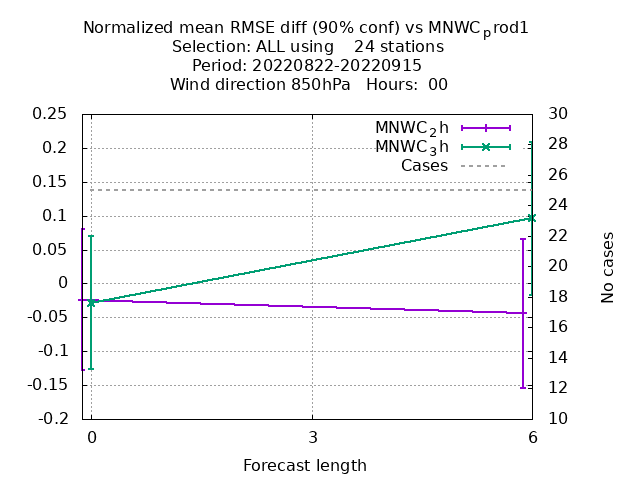 Normalized mean RMSE diff (90% conf) vs MNWCprod1
Selection: ALL using    24 stations
Period: 20220822-20220915
Wind direction 850hPa   Hours:  00
MNWC2h
MNWC3h
Cases
0.25
0.2
0.15
0.1
0.05
0
-0.05
-0.1
-0.15
-0.2
30
28
26
24
22
20
18
16
14
12
10
No cases
0 3 6
Forecast length